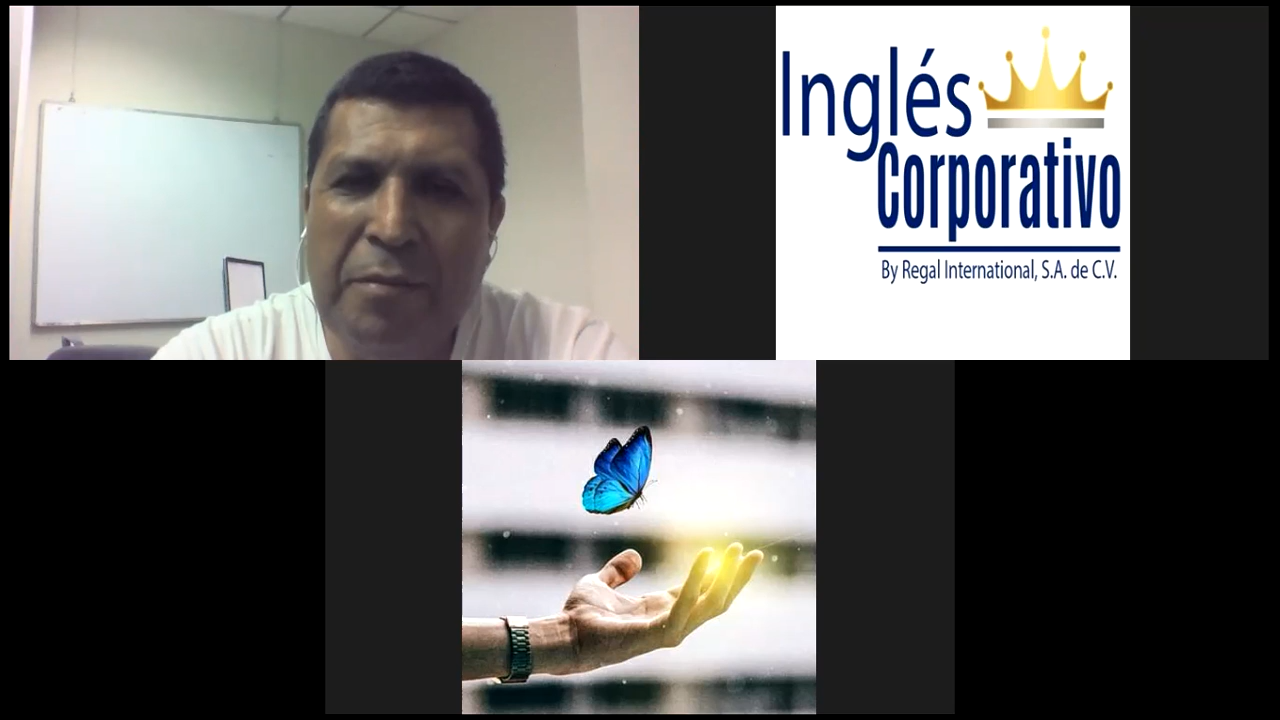 Inglés
Corporativo
By Regal International, S.A. de C.V.